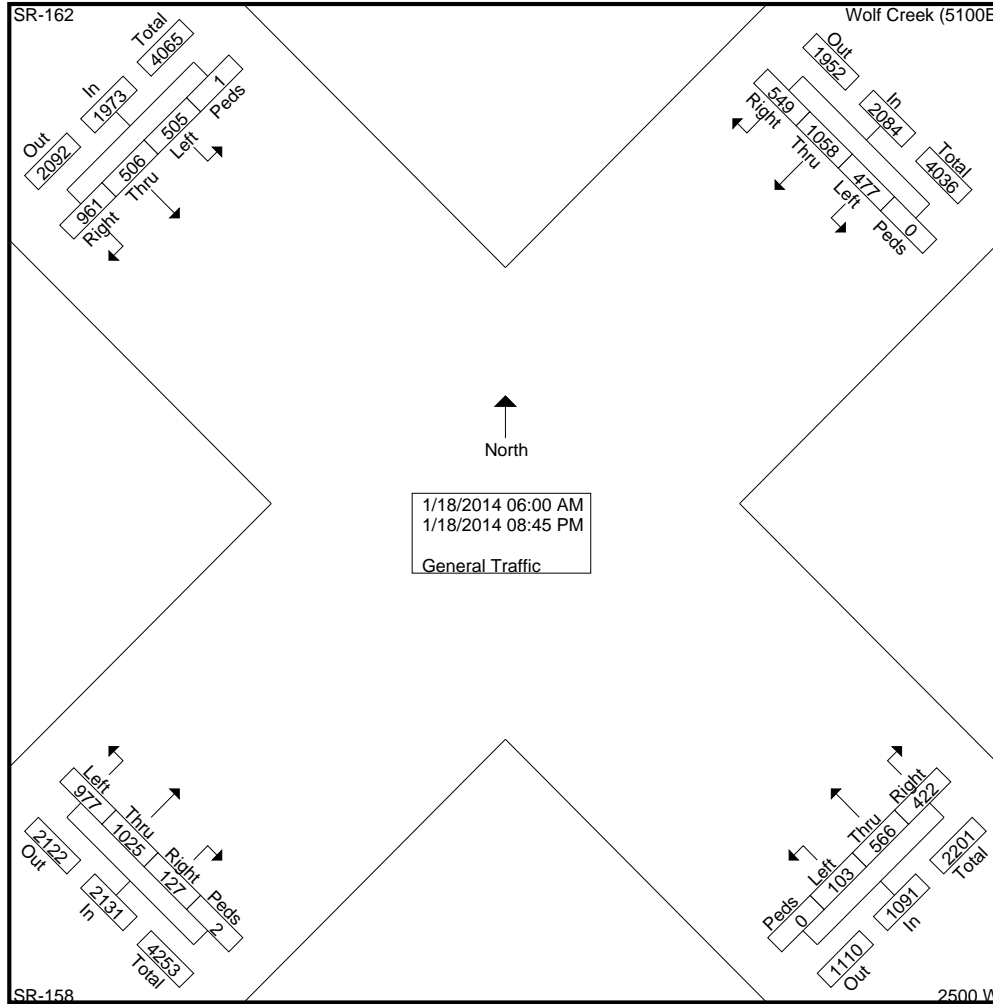 SR-162
Wolf Creek (5100E
Out
In
Total
2092
1973
4065
961
506
505
1
Right
Thru
Left
Peds
Out
In
Total
1952
2084
4036
549
1058
477
0
Right
Thru
Left
Peds
North
1/18/2014 06:00 AM
1/18/2014 08:45 PM
General Traffic
Left
Thru
Right
Peds
977
1025
127
2
2122
2131
4253
Out
In
Total
Peds
Left
Thru
Right
0
103
566
422
1110
1091
2201
Out
In
Total
SR-158
2500 W